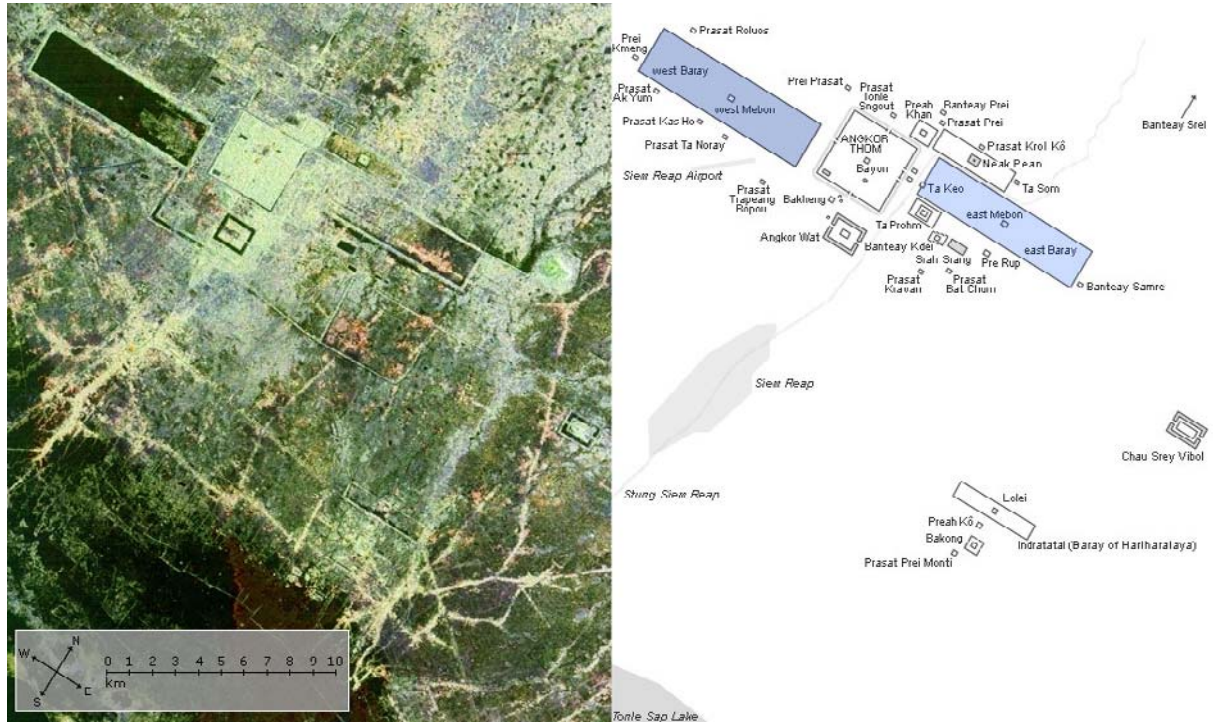 Prei
Kmeng
Prasat Roluos
west Baray
Prasat
Ak Yum
west Mebon
Prei Prasat
Prasat
Tonle
Sngout
Preah
Khan
Banteay Prei
Prasat Prei
Banteay Srei
Prasat Kas Ho
Prasat Ta Noray
ANGKOR
THOM
Bayon
Prasat Krol Kô
Neak Pean
Siem Reap Airport
Prasat
Trapeang
Ropou
Bakheng
Ta Keo
Ta Som
Ta Prohm
east Mebon
Angkor Wat
Banteay Kdei
Srah Srang
east Baray
Pre Rup
Prasat
Kravan
Prasat
Bat Chum
Banteay Samre
Siem Reap
Chau Srey Vibol
Stung Siem Reap
Lolei
Preah Kô
Bakong
Indratataka (Baray of Hariharalaya)
Prasat Prei Monti
N
W
E
S
0 1 2 3 4 5 6 7 8 9 10
km
Tonle Sap Lake